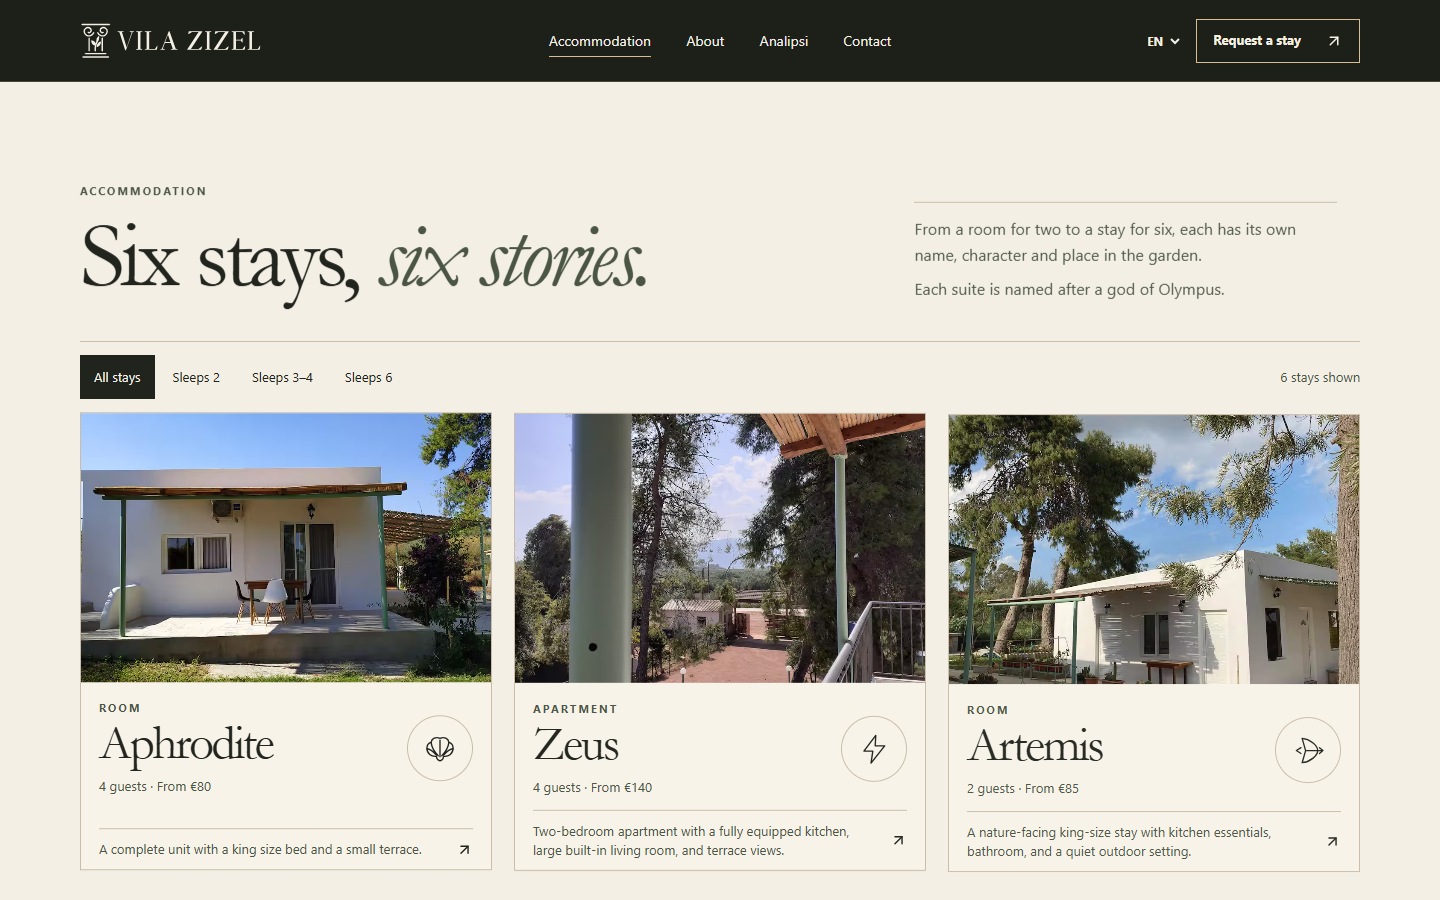 VILA ZIZEL
Accommodation
About
Analipsi
Contact
EN
Request a stay
ACCOMMODATION
Six stays, six stories.
From a room for two to a stay for six, each has its own
name, character and place in the garden.
Each suite is named after a god of Olympus.
All stays
Sleeps 2
Sleeps 3–4
Sleeps 6
6 stays shown
ROOM
Aphrodite
4 guests · From €80
A complete unit with a king size bed and a small terrace.
APARTMENT
Zeus
4 guests · From €140
Two-bedroom apartment with a fully equipped kitchen,
large built-in living room, and terrace views.
ROOM
Artemis
2 guests · From €85
A nature-facing king-size stay with kitchen essentials,
bathroom, and a quiet outdoor setting.